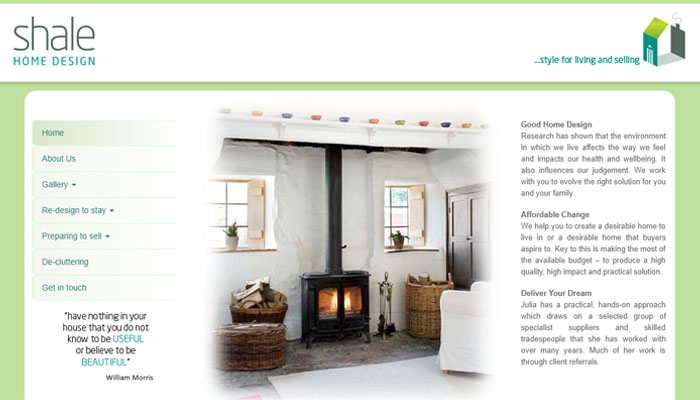 shale
HOME DESIGN
...style for living and selling
Home
About Us
Gallery
Re-design to stay
Preparing to sell
De-cluttering
Get in touch
"have nothing in your
house that you do not
know to be USEFUL
or believe to be
BEAUTIFUL"
William Morris
Good Home Design
Research has shown that the environment
in which we live affects the way we feel
and impacts our health and wellbeing. It
also influences our judgement. We work
with you to evolve the right solution for you
and your family.
Affordable Change
We help you to create a desirable home to
live in or a desirable home that buyers
aspire to. Key to this is making the most of
the available budget – to produce a high
quality, high impact and practical solution.
Deliver Your Dream
Julia has a practical, hands-on approach
which draws on a selected group of
specialist suppliers and skilled
tradespeople that she has worked with
over many years. Much of her work is
through client referrals.